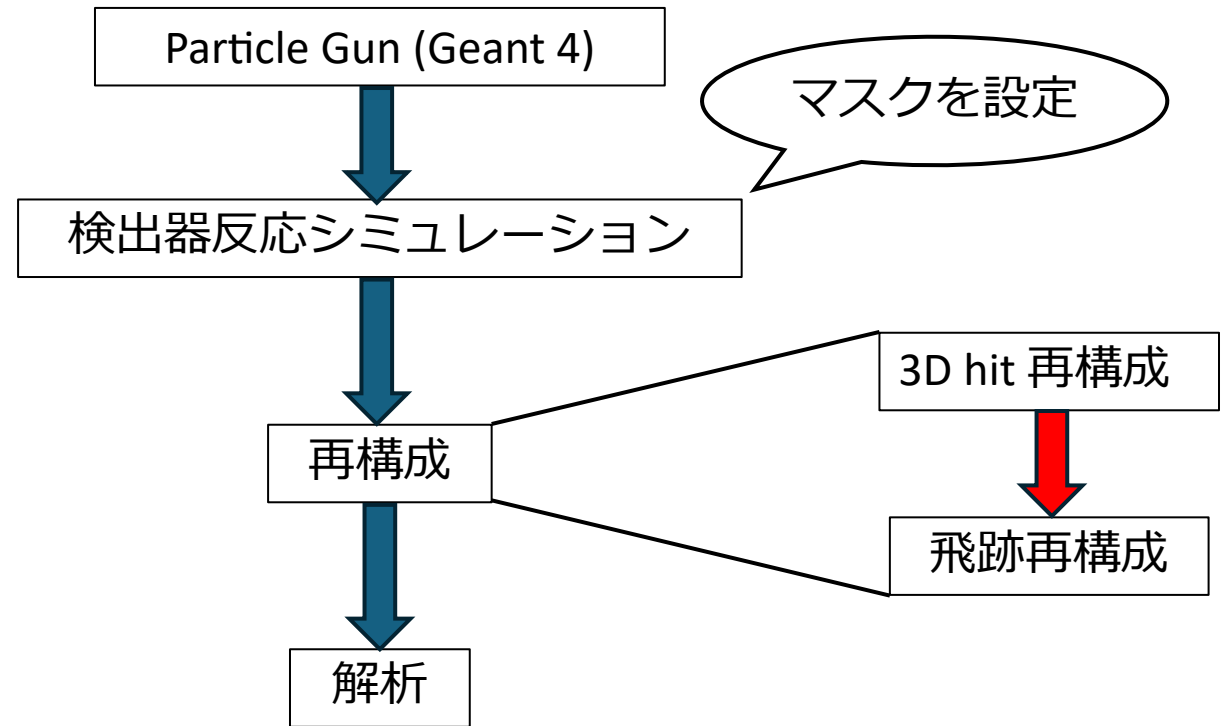 Particle Gun (Geant 4)
マスクを設定
検出器反応シミュレーション
3D hit 再構成
再構成
飛跡再構成
解析